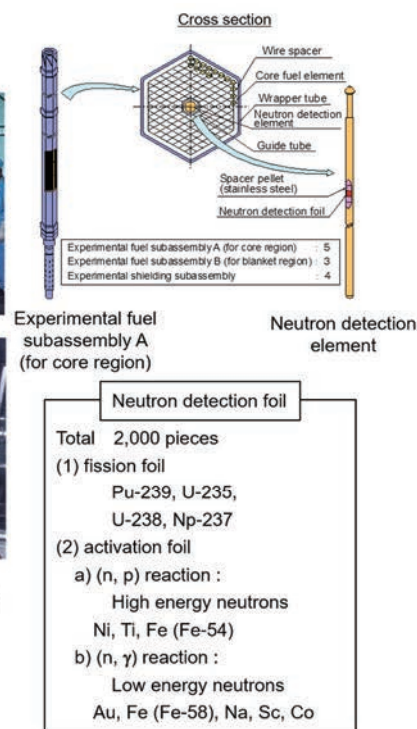 Cross section
Wire spacer
Core fuel element
Wrapper tube
Neutron detection
element
Guide tube
Spacer pellet
(stainless steel)
Neutron detection foil
Experimental fuel subassembly A (for core region) : 5
Experimental fuel subassembly B (for blanket region) : 3
Experimental shielding subassembly : 4
Experimental fuel
subassembly A
(for core region)
Neutron detection
element
Neutron detection foil
Total 2,000 pieces
(1) fission foil
Pu-239, U-235,
U-238, Np-237
(2) activation foil
a) (n, p) reaction :
High energy neutrons
Ni, Ti, Fe (Fe-54)
b) (n, γ) reaction :
Low energy neutrons
Au, Fe (Fe-58), Na, Sc, Co